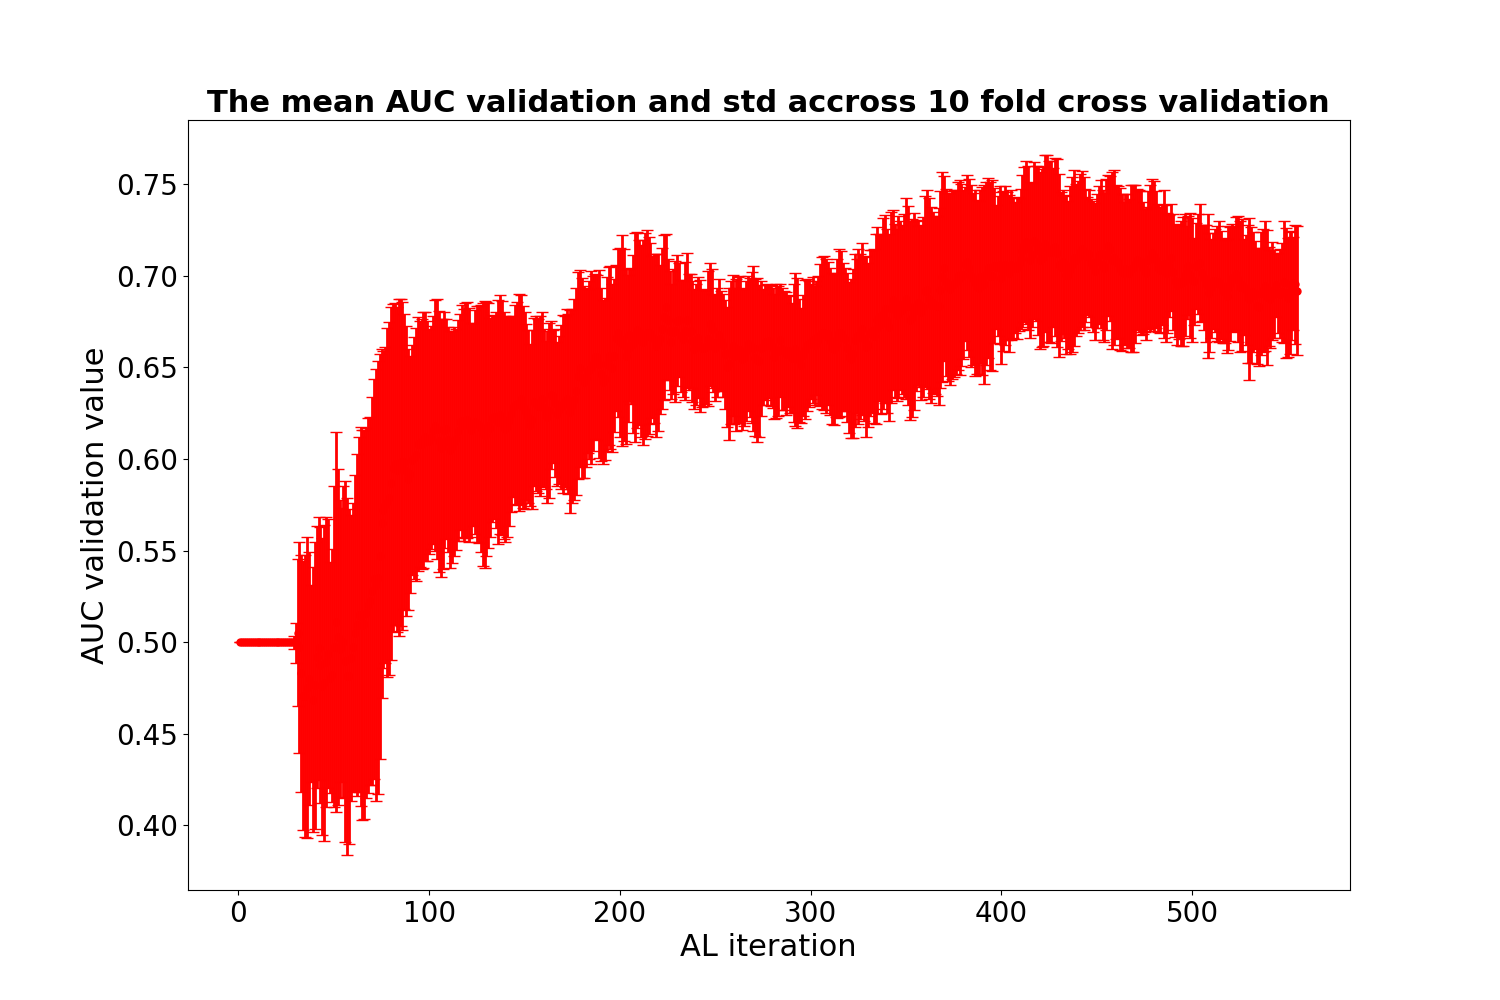 The mean AUC validation and std accross 10 fold cross validation
0.75
0.70
0.65
0.60
0.55
0.50
0.45
0.40
AUC validation value
0 100 200 300 400 500
AL iteration